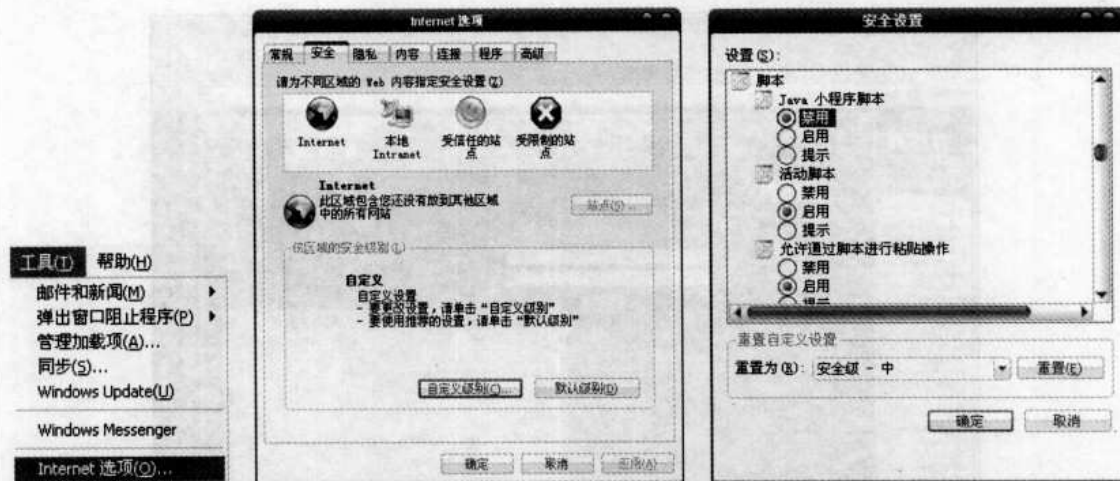 工具(T) 帮助(H)
邮件和新闻(M)
弹出窗口阻止程序(P)
管理加载项(A)...
同步(S)...
Windows Update(U)
Windows Messenger
Internet 选项(O)...
Internet 选项
常规 安全 隐私 内容 连接 程序 高级
请为不同区域的 Web 内容指定安全设置(Z)
Internet
本地
Intranet
受信任的站
点
受限制的站
点
Internet
此区域包含您还没有放到其他区域
中的所有网站
站点(S)...
该区域的安全级别(L)
自定义
自定义设置
- 要更改设置，请单击“自定义级别”
- 要使用推荐的设置，请单击“默认级别”
自定义级别(C)... 默认级别(D)
确定 取消 应用(A)
安全设置
设置(S):
脚本
Java 小程序脚本
禁用
启用
提示
活动脚本
禁用
启用
提示
允许通过脚本进行粘贴操作
禁用
启用
提示
重置自定义设置
重置为(R): 安全级 - 中 重置(E)
确定 取消